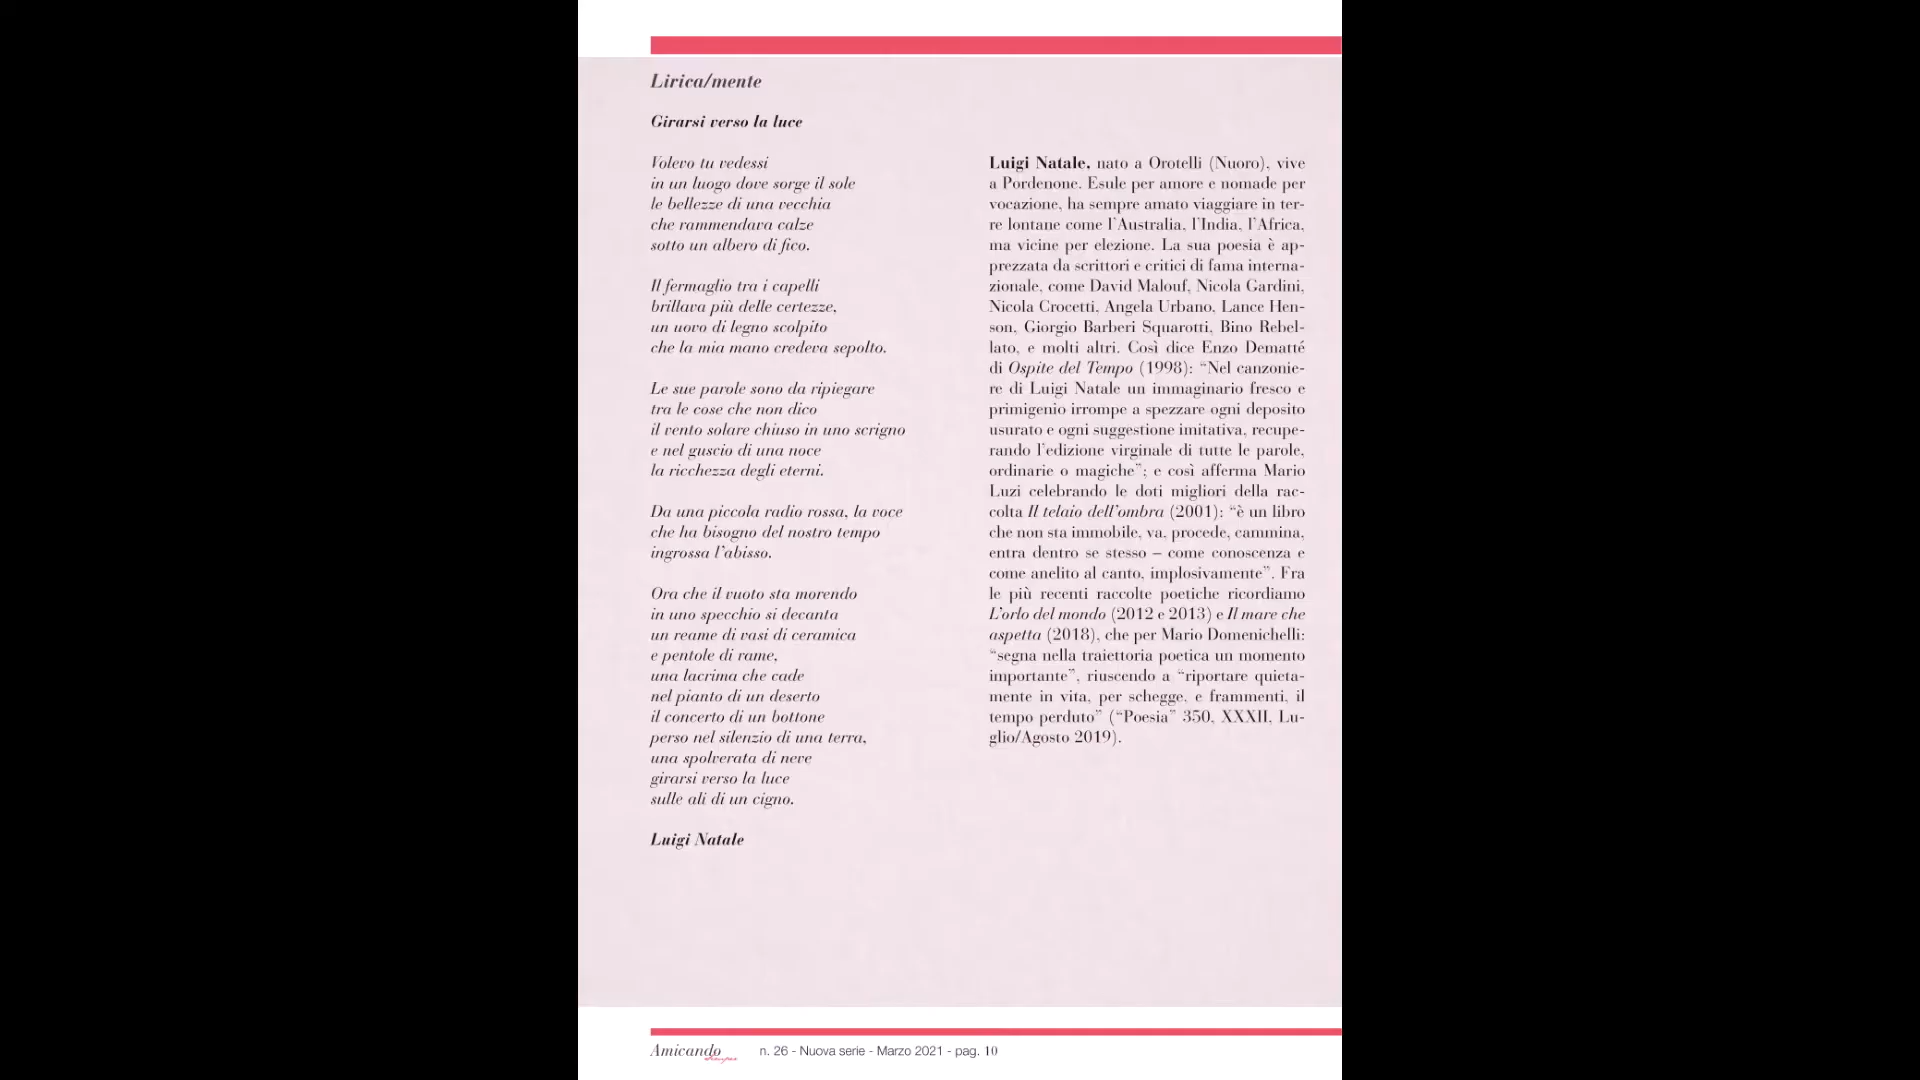 Lirica/mente
Girarsi verso la luce
Volevo tu vedessi
in un luogo dove sorge il sole
le bellezze di una vecchia
che rammendava calze
sotto un albero di fico.
Il fermaglio tra i capelli
brillava più delle certezze,
un uovo di legno scolpito
che la mia mano credeva sepolto.
Le sue parole sono da ripiegare
tra le cose che non dico
il vento solare chiuso in uno scrigno
e nel guscio di una noce
la ricchezza degli eterni.
Da una piccola radio rossa, la voce
che ha bisogno del nostro tempo
ingrossa l'abisso.
Ora che il vuoto sta morendo
in uno specchio si decanta
un reame di vasi di ceramica
e pentole di rame,
una lacrima che cade
nel pianto di un deserto
il concerto di un bottone
perso nel silenzio di una terra,
una spolverata di neve
girarsi verso la luce
sulle ali di un cigno.
Luigi Natale
Luigi Natale, nato a Orotelli (Nuoro), vive
a Pordenone. Esule per amore e nomade per
vocazione, ha sempre amato viaggiare in ter-
re lontane come l'Australia, l'India, l'Africa,
ma vicine per elezione. La sua poesia è ap-
prezzata da scrittori e critici di fama interna-
zionale, come David Malouf, Nicola Gardini,
Nicola Crocetti, Angela Urbano, Lance Hen-
son, Giorgio Barberi Squarotti, Bino Rebel-
lato, e molti altri. Così dice Enzo Dematté
di Ospite del Tempo (1998): “Nel canzonie-
re di Luigi Natale un immaginario fresco e
primigenio irrompe a spezzare ogni deposito
usurato e ogni suggestione imitativa, recupe-
rando l'edizione virginale di tutte le parole,
ordinarie o magiche”; e così afferma Mario
Luzi celebrando le doti migliori della rac-
colta Il telaio dell'ombra (2001): “è un libro
che non sta immobile, va, procede, cammina,
entra dentro se stesso – come conoscenza e
come anelito al canto, implosivamente”. Fra
le più recenti raccolte poetiche ricordiamo
L'orlo del mondo (2012 e 2013) e Il mare che
aspetta (2018), che per Mario Domenichelli:
“segna nella traiettoria poetica un momento
importante”, riuscendo a “riportare quieta-
mente in vita, per schegge, e frammenti, il
tempo perduto” (“Poesia” 350, XXXII, Lu-
glio/Agosto 2019).
Amicando Semper n. 26 - Nuova serie - Marzo 2021 - pag. 10